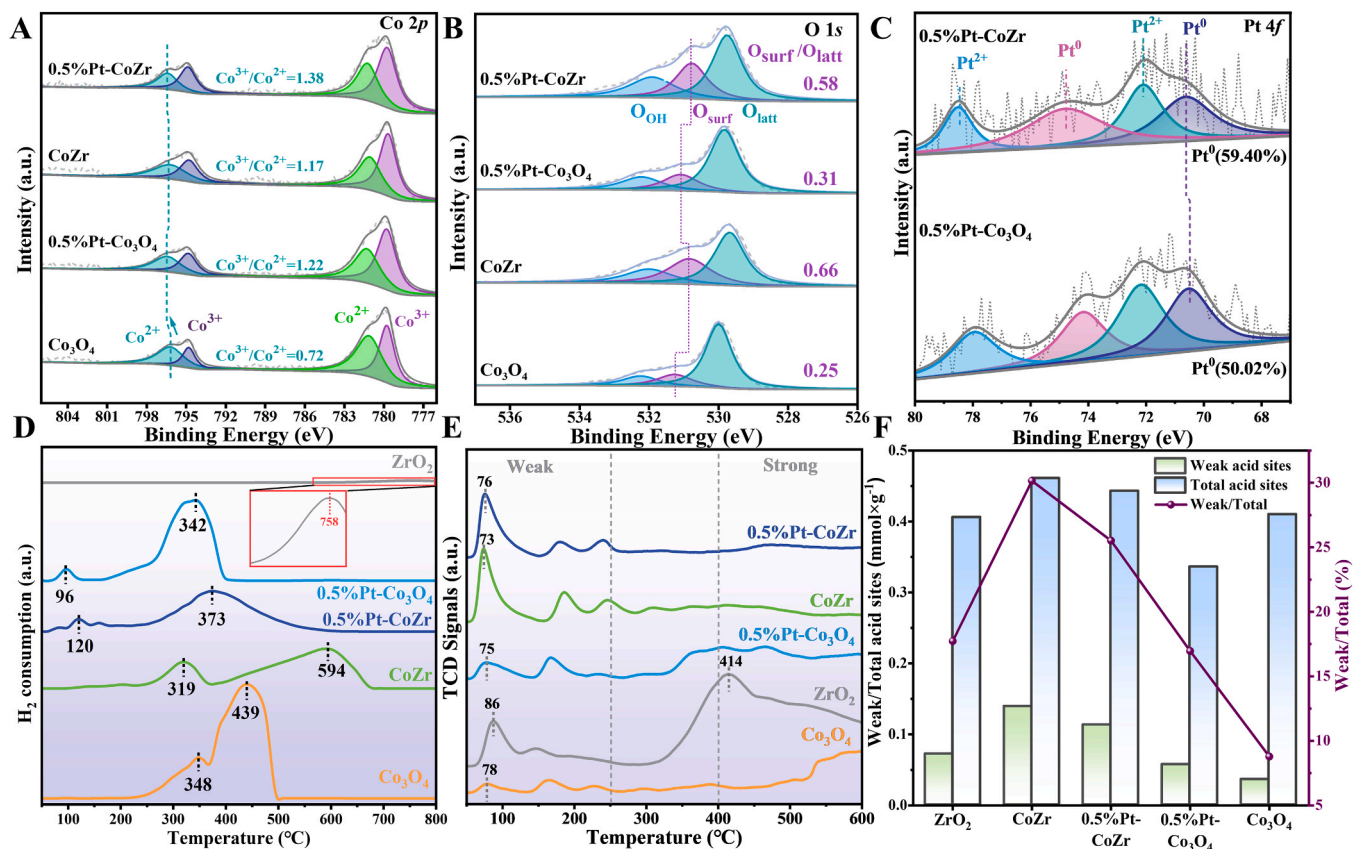 A
Co 2p
0.5%Pt-CoZr
Co³⁺/Co²⁺=1.38
CoZr
Co³⁺/Co²⁺=1.17
0.5%Pt-Co₃O₄
Co³⁺/Co²⁺=1.22
Co²⁺
Co³⁺
Co²⁺
Co³⁺
Co₃O₄
Co³⁺/Co²⁺=0.72
Intensity (a.u.)
804 801 798 795 792 789 786 783 780 777
Binding Energy (eV)
B
O 1s
O_surf/O_latt
0.5%Pt-CoZr
0.58
O_OH O_surf O_latt
0.5%Pt-Co₃O₄
0.31
CoZr
0.66
Co₃O₄
0.25
Intensity (a.u.)
536 534 532 530 528 526
Binding Energy (eV)
C
Pt 4f
0.5%Pt-CoZr
Pt²⁺
Pt⁰
Pt²⁺
Pt⁰
Pt⁰(59.40%)
0.5%Pt-Co₃O₄
Pt⁰(50.02%)
Intensity (a.u.)
80 78 76 74 72 70 68
Binding Energy (eV)
D
ZrO₂
758
342
96
0.5%Pt-Co₃O₄
0.5%Pt-CoZr
373
120
CoZr
594
319
439
348
Co₃O₄
H₂ consumption (a.u.)
100 200 300 400 500 600 700 800
Temperature (°C)
E
Weak
Strong
76
0.5%Pt-CoZr
73
CoZr
0.5%Pt-Co₃O₄
75
414
ZrO₂
86
Co₃O₄
78
TCD Signals (a.u.)
100 200 300 400 500 600
Temperature (°C)
F
Weak acid sites
Total acid sites
Weak/Total
Weak/Total acid sites (mmol×g⁻¹)
0.5
0.4
0.3
0.2
0.1
0.0
Weak/Total (%)
30
25
20
15
10
5
ZrO₂
CoZr
0.5%Pt-
CoZr
0.5%Pt-
Co₃O₄
Co₃O₄